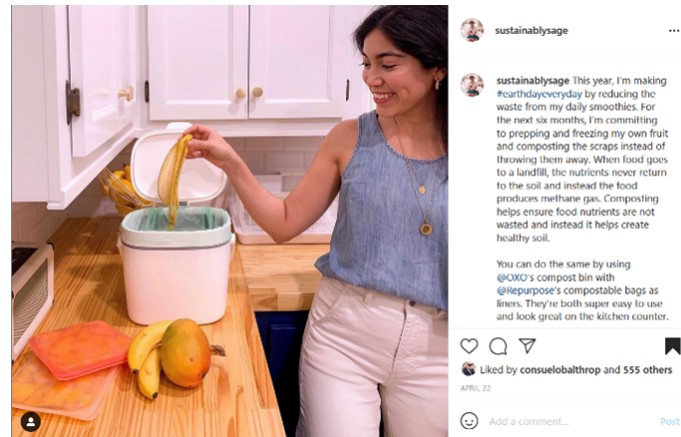 sustainablysage
sustainablysage This year, I'm making
#earthdayeveryday by reducing the
waste from my daily smoothies. For
the next six months, I'm committing
to prepping and freezing my own fruit
and composting the scraps instead of
throwing them away. When food goes
to a landfill, the nutrients never return
to the soil and instead the food
produces methane gas. Composting
helps ensure food nutrients are not
wasted and instead it helps create
healthy soil.
You can do the same by using
@OXO's compost bin with
@Repurpose's compostable bags as
liners. They're both super easy to use
and look great on the kitchen counter.
Liked by consuelobalthrop and 555 others
APRIL 22
Add a comment...
Post